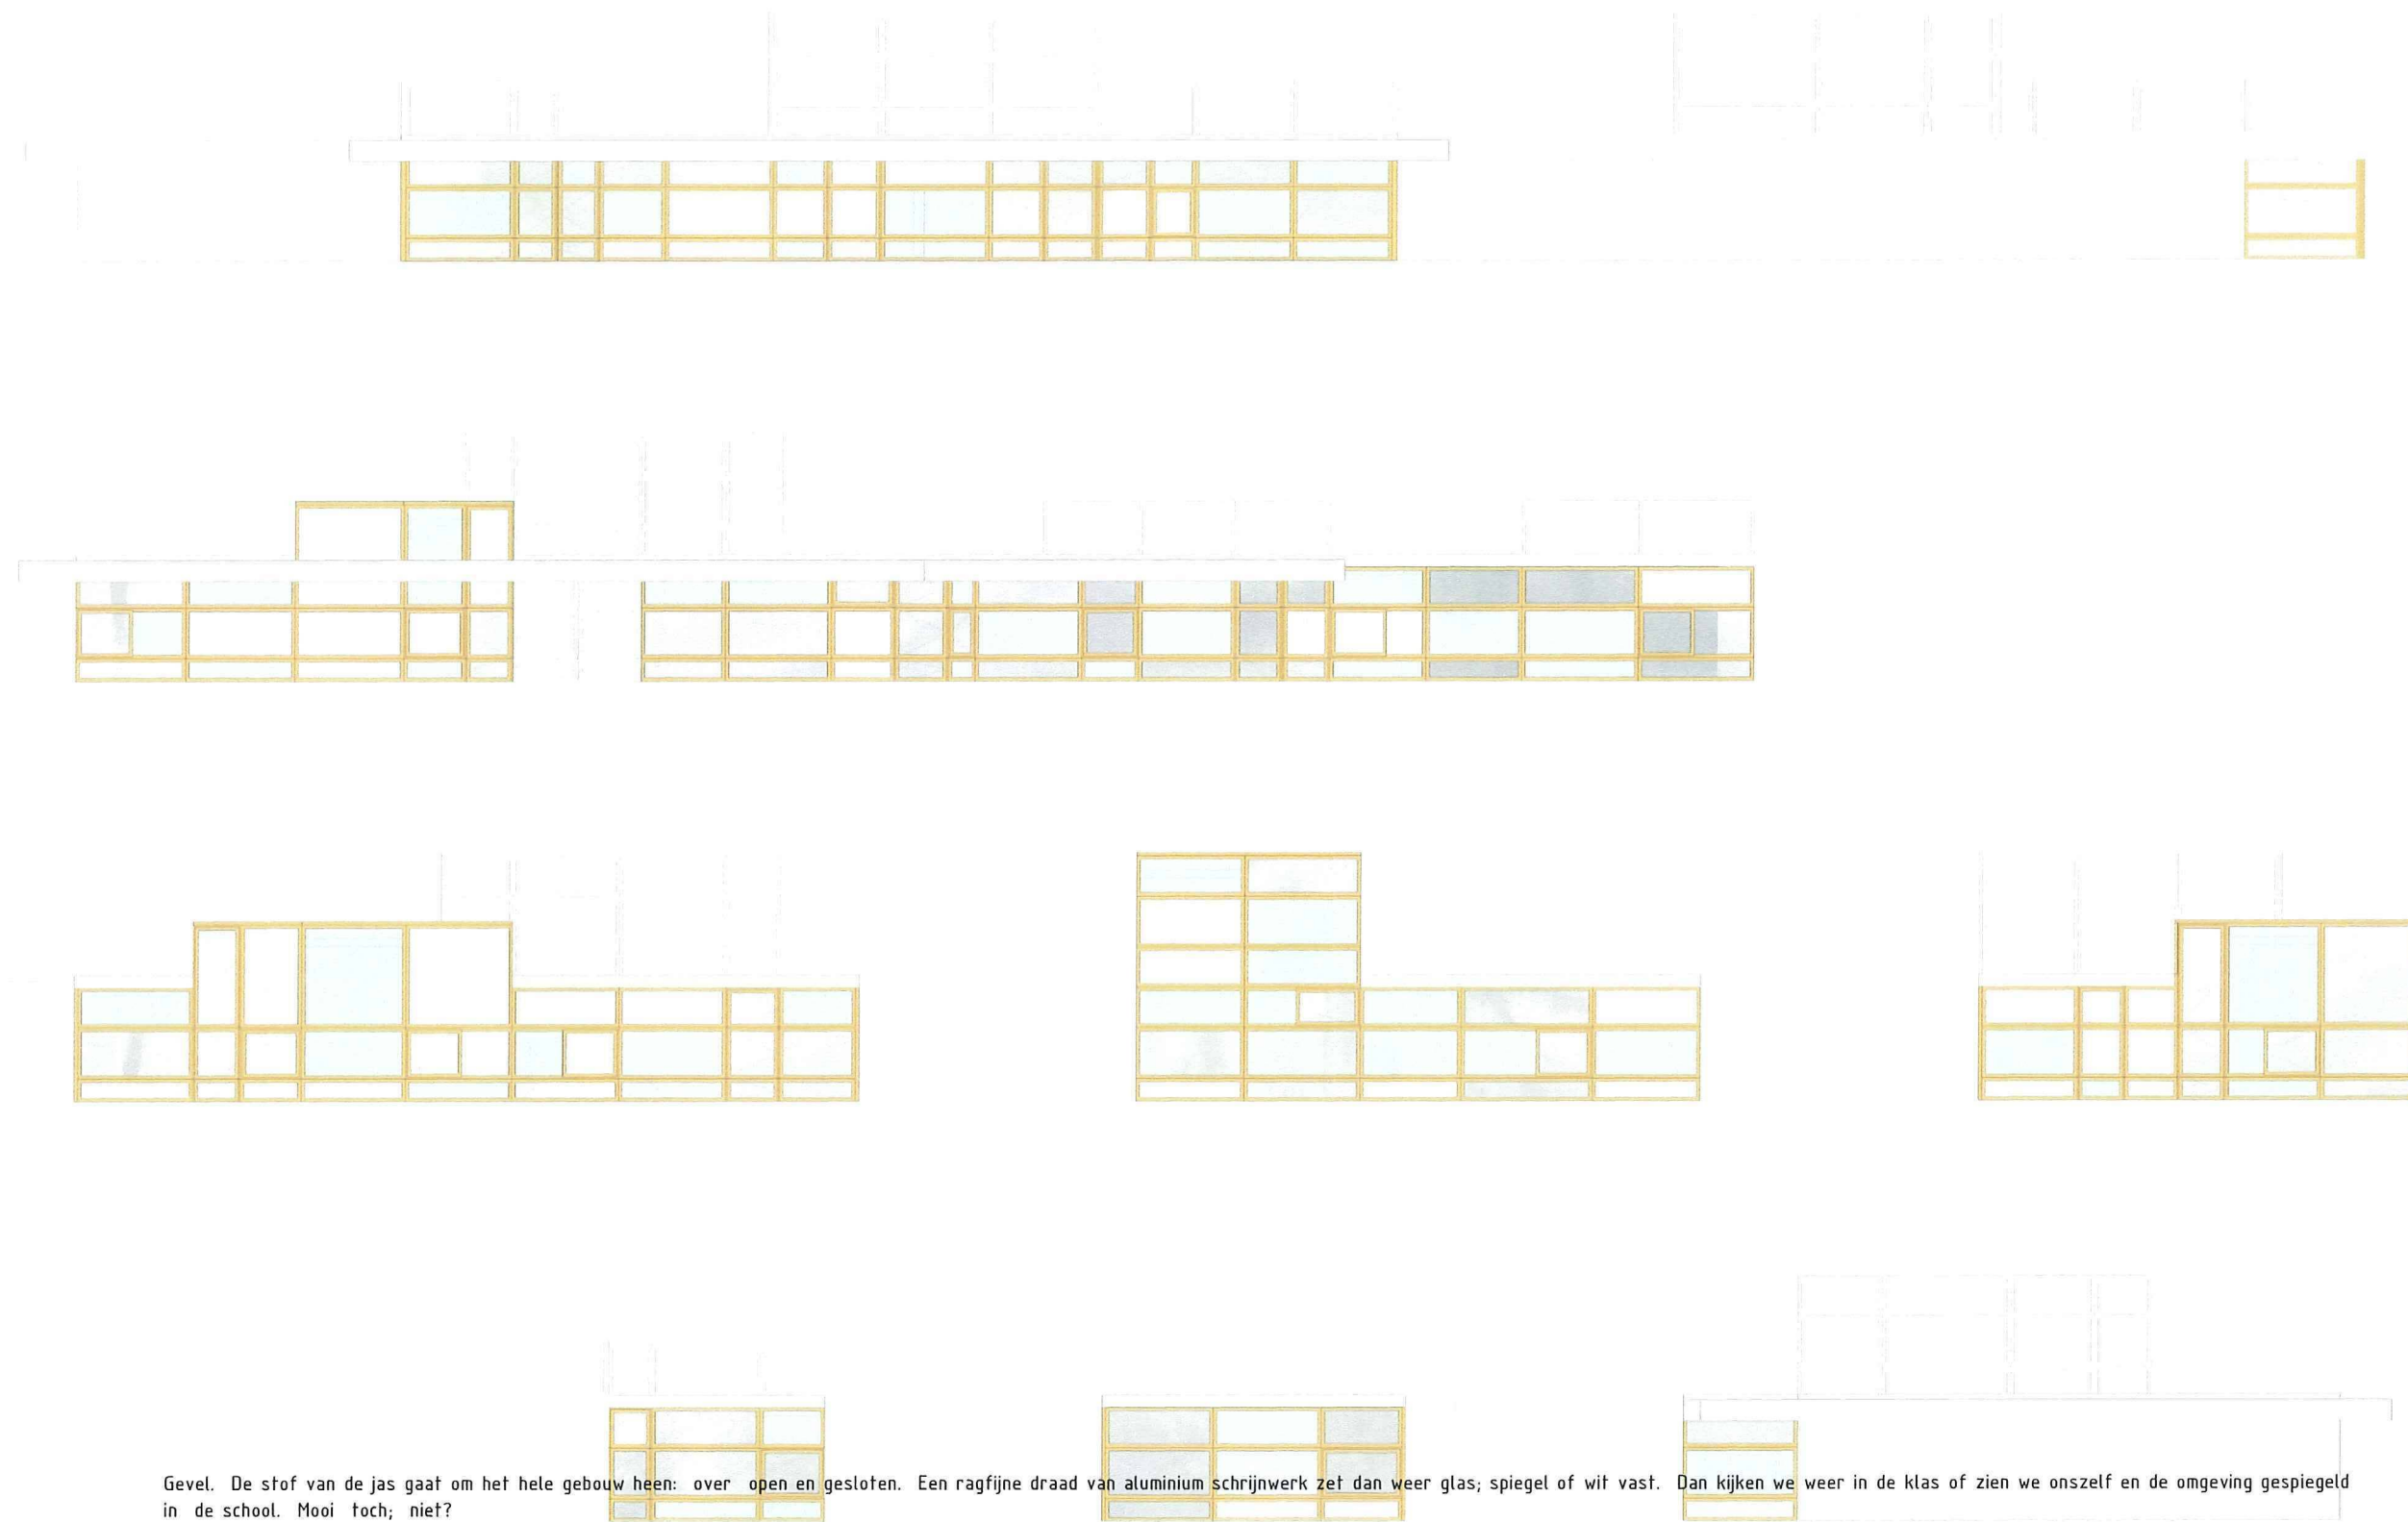 Gevel. De stof van de jas gaat om het hele gebouw heen: over open en gesloten. Een ragfijne draad van aluminium schrijnwerk zet dan weer glas; spiegel of wit vast. Dan kijken we weer in de klas of zien we onszelf en de omgeving gespiegeld
in de school. Mooi toch; niet?